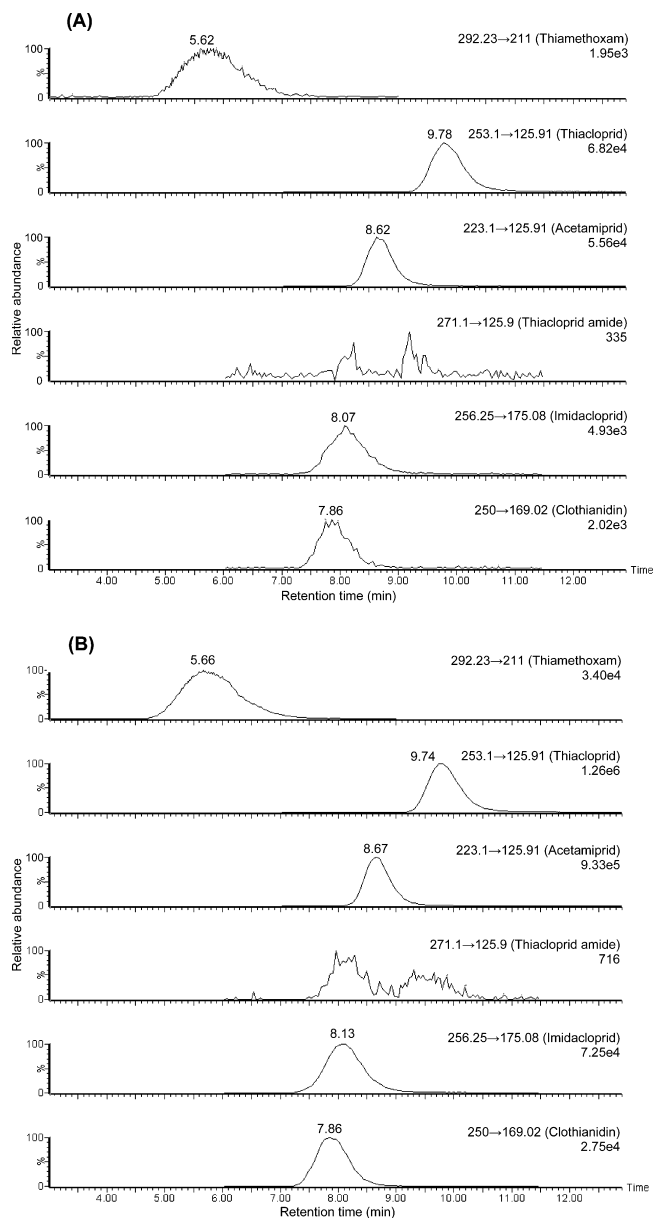 (A)
5.62
292.23→211 (Thiamethoxam)
1.95e3
100
%
0
9.78
253.1→125.91 (Thiacloprid)
6.82e4
100
%
0
8.62
223.1→125.91 (Acetamiprid)
5.56e4
100
%
0
271.1→125.9 (Thiacloprid amide)
335
100
%
0
8.07
256.25→175.08 (Imidacloprid)
4.93e3
100
%
0
7.86
250→169.02 (Clothianidin)
2.02e3
100
%
0
Relative abundance
Time
4.00 5.00 6.00 7.00 8.00 9.00 10.00 11.00 12.00
Retention time (min)
(B)
5.66
292.23→211 (Thiamethoxam)
3.40e4
100
%
0
9.74
253.1→125.91 (Thiacloprid)
1.26e6
100
%
0
8.67
223.1→125.91 (Acetamiprid)
9.33e5
100
%
0
271.1→125.9 (Thiacloprid amide)
716
100
%
0
8.13
256.25→175.08 (Imidacloprid)
7.25e4
100
%
0
7.86
250→169.02 (Clothianidin)
2.75e4
100
%
0
Relative abundance
Time
4.00 5.00 6.00 7.00 8.00 9.00 10.00 11.00 12.00
Retention time (min)